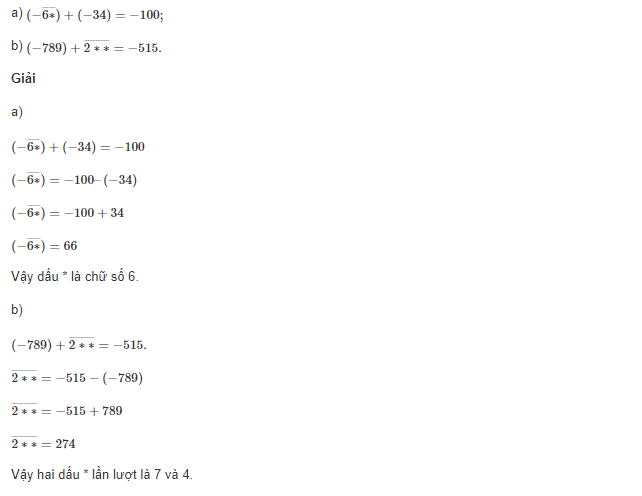 a) (−6*̅) + (−34) = −100;
b) (−789) + 2 * *̅ = −515.
Giải
a)
(−6*̅) + (−34) = −100
(−6*̅) = −100– (−34)
(−6*̅) = −100 + 34
(−6*̅) = 66
Vậy dấu * là chữ số 6.
b)
(−789) + 2 * *̅ = −515.
2 * *̅ = −515 − (−789)
2 * *̅ = −515 + 789
2 * *̅ = 274
Vậy hai dấu * lần lượt là 7 và 4.